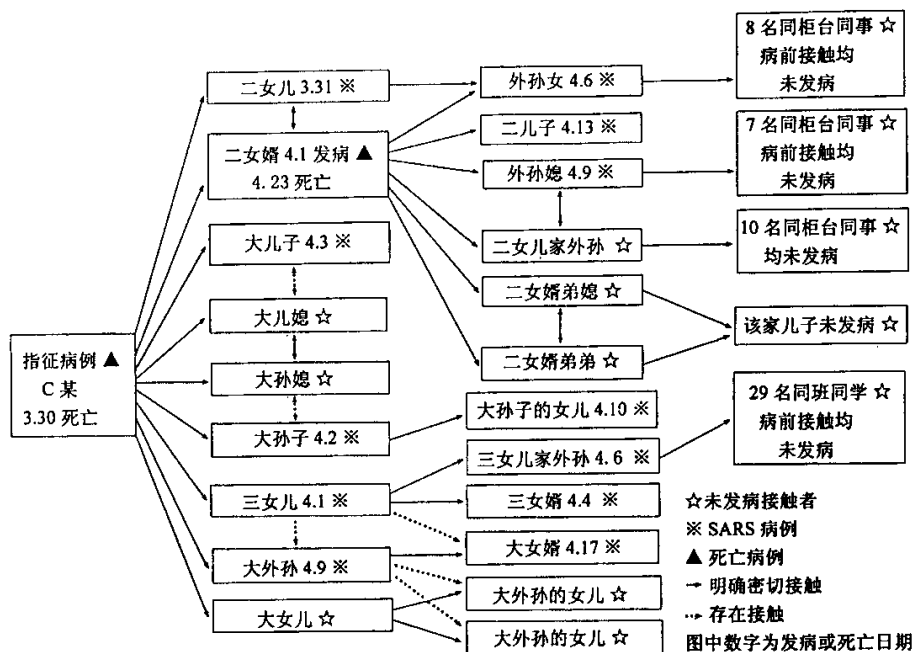 指征病例 ▲
C 某
3.30 死亡
二女儿 3.31 ※
二女婿 4.1 发病 ▲
4.23 死亡
大儿子 4.3 ※
大儿媳 ☆
大孙媳 ☆
大孙子 4.2 ※
三女儿 4.1 ※
大外孙 4.9 ※
大女儿 ☆
外孙女 4.6 ※
二儿子 4.13 ※
外孙媳 4.9 ※
二女儿家外孙 ☆
二女婿弟媳 ☆
二女婿弟弟 ☆
大孙子的女儿 4.10 ※
三女儿家外孙 4.6 ※
三女婿 4.4 ※
大女婿 4.17 ※
大外孙的女儿 ☆
大外孙的女儿 ☆
8 名同柜台同事 ☆
病前接触均
未发病
7 名同柜台同事 ☆
病前接触均
未发病
10 名同柜台同事 ☆
均未发病
该家儿子未发病 ☆
29 名同班同学 ☆
病前接触均
未发病
☆未发病接触者
※ SARS 病例
▲ 死亡病例
→ 明确密切接触
存在接触
图中数字为发病或死亡日期